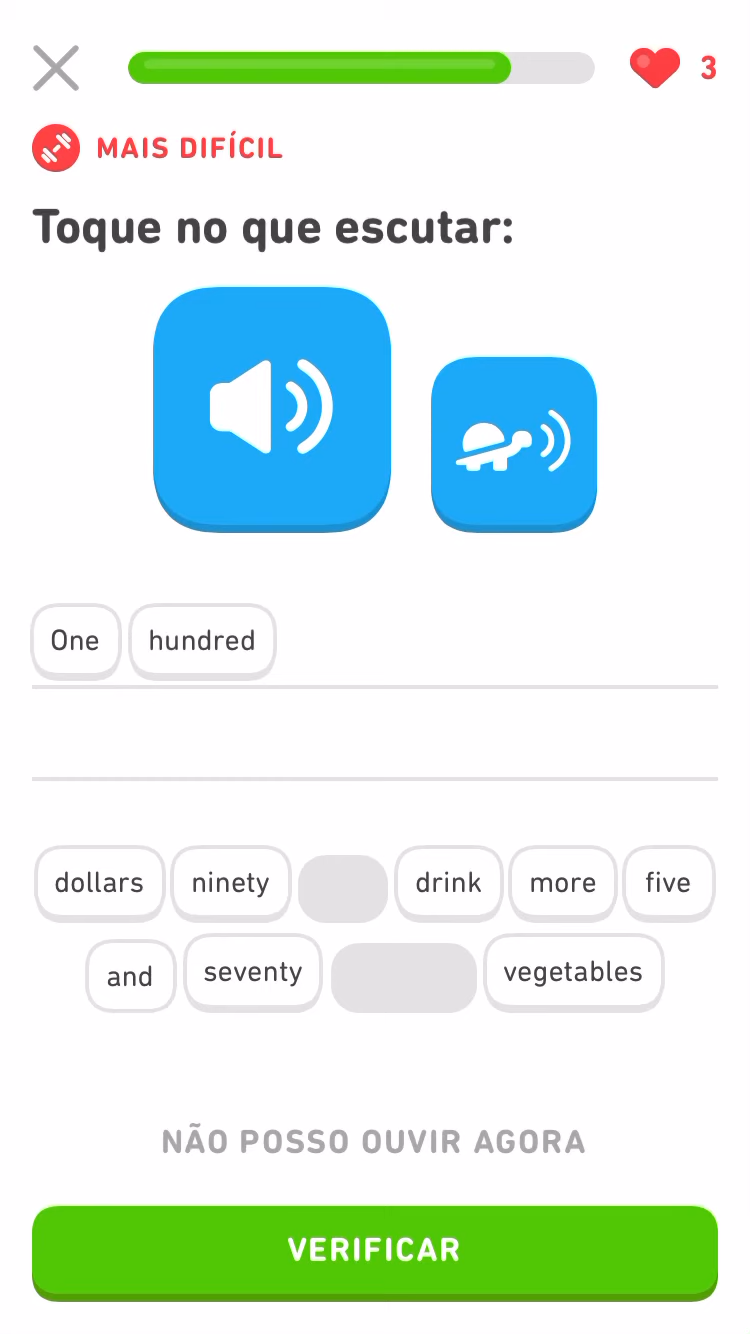 3
MAIS DIFÍCIL
Toque no que escutar:
One hundred
dollars ninety drink more five
and seventy vegetables
NÃO POSSO OUVIR AGORA
VERIFICAR